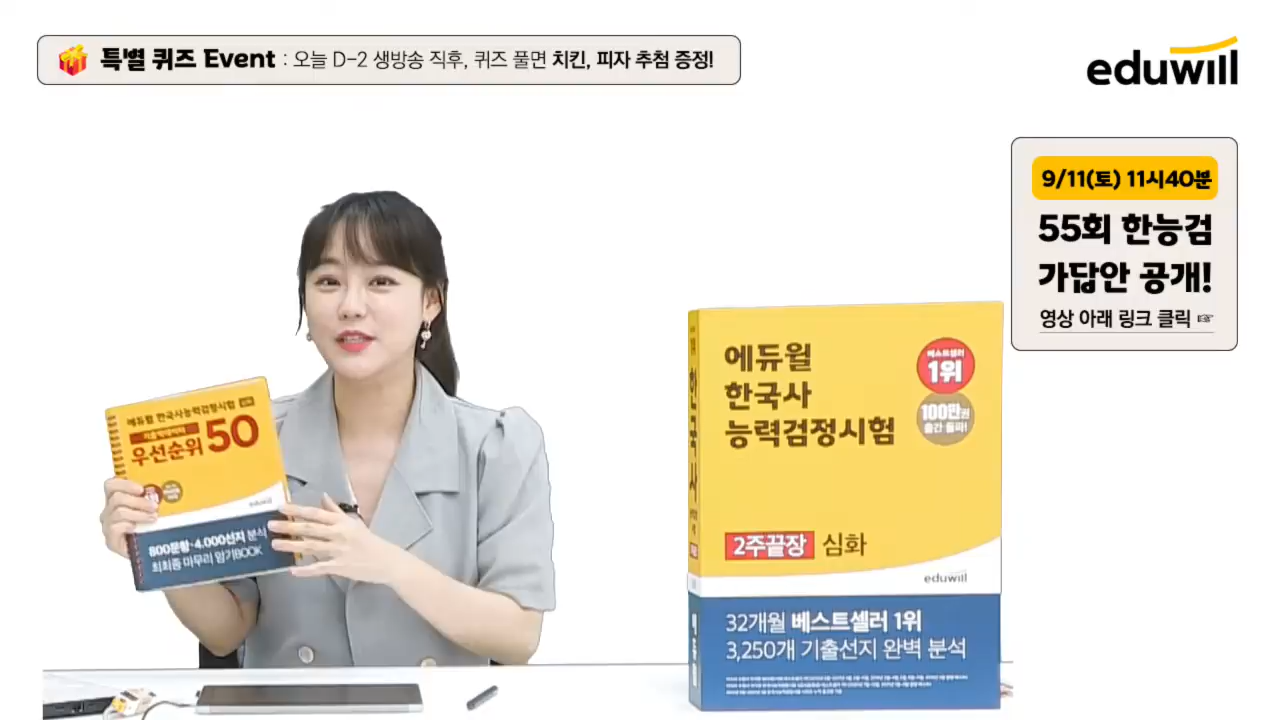 특별 퀴즈 Event : 오늘 D-2 생방송 직후, 퀴즈 풀면 치킨, 피자 추첨 증정!
eduwill
9/11(토) 11시40분
55회 한능검
가답안 공개!
영상 아래 링크 클릭 ☞
에듀윌 한국사능력검정시험
우선순위 50
eduwill
800문항·4,000선지 분석
최최종 마무리 암기BOOK
에듀윌
한국사
능력검정시험
베스트셀러
1위
100만권
출간 돌파!
2주끝장 심화
eduwill
32개월 베스트셀러 1위
3,250개 기출선지 완벽 분석
한국사
에듀윌